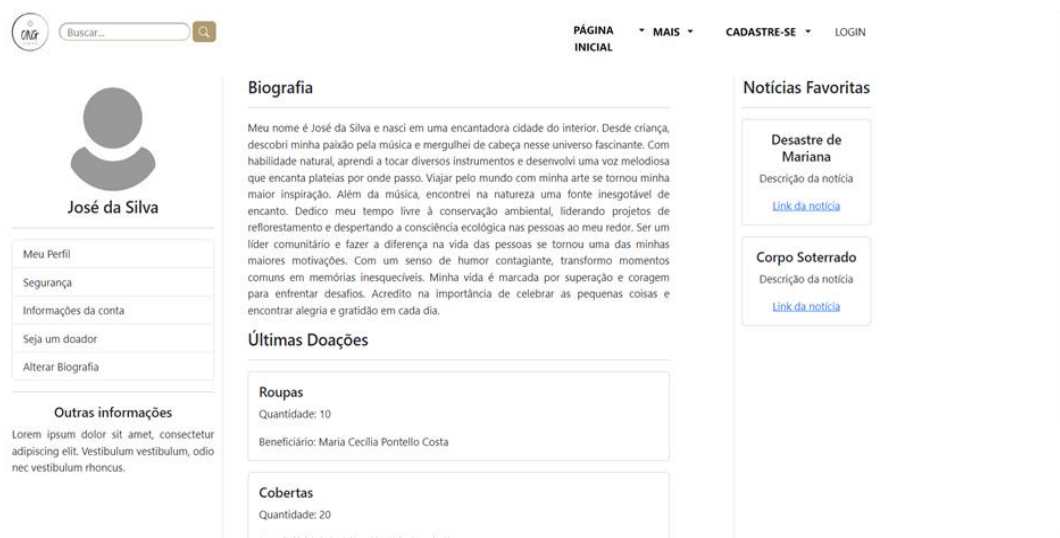 ONG
Buscar...
PÁGINA
INICIAL
MAIS
CADASTRE-SE
LOGIN
José da Silva
Meu Perfil
Segurança
Informações da conta
Seja um doador
Alterar Biografia
Outras informações
Lorem ipsum dolor sit amet, consectetur
adipiscing elit. Vestibulum vestibulum, odio
nec vestibulum rhoncus.
Biografia
Meu nome é José da Silva e nasci em uma encantadora cidade do interior. Desde criança,
descobri minha paixão pela música e mergulhei de cabeça nesse universo fascinante. Com
habilidade natural, aprendi a tocar diversos instrumentos e desenvolvi uma voz melodiosa
que encanta plateias por onde passo. Viajar pelo mundo com minha arte se tornou minha
maior inspiração. Além da música, encontrei na natureza uma fonte inesgotável de
encanto. Dedico meu tempo livre à conservação ambiental, liderando projetos de
reflorestamento e despertando a consciência ecológica nas pessoas ao meu redor. Ser um
líder comunitário e fazer a diferença na vida das pessoas se tornou uma das minhas
maiores motivações. Com um senso de humor contagiante, transformo momentos
comuns em memórias inesquecíveis. Minha vida é marcada por superação e coragem
para enfrentar desafios. Acredito na importância de celebrar as pequenas coisas e
encontrar alegria e gratidão em cada dia.
Últimas Doações
Roupas
Quantidade: 10
Beneficiário: Maria Cecília Pontello Costa
Cobertas
Quantidade: 20
Notícias Favoritas
Desastre de
Mariana
Descrição da notícia
Link da notícia
Corpo Soterrado
Descrição da notícia
Link da notícia